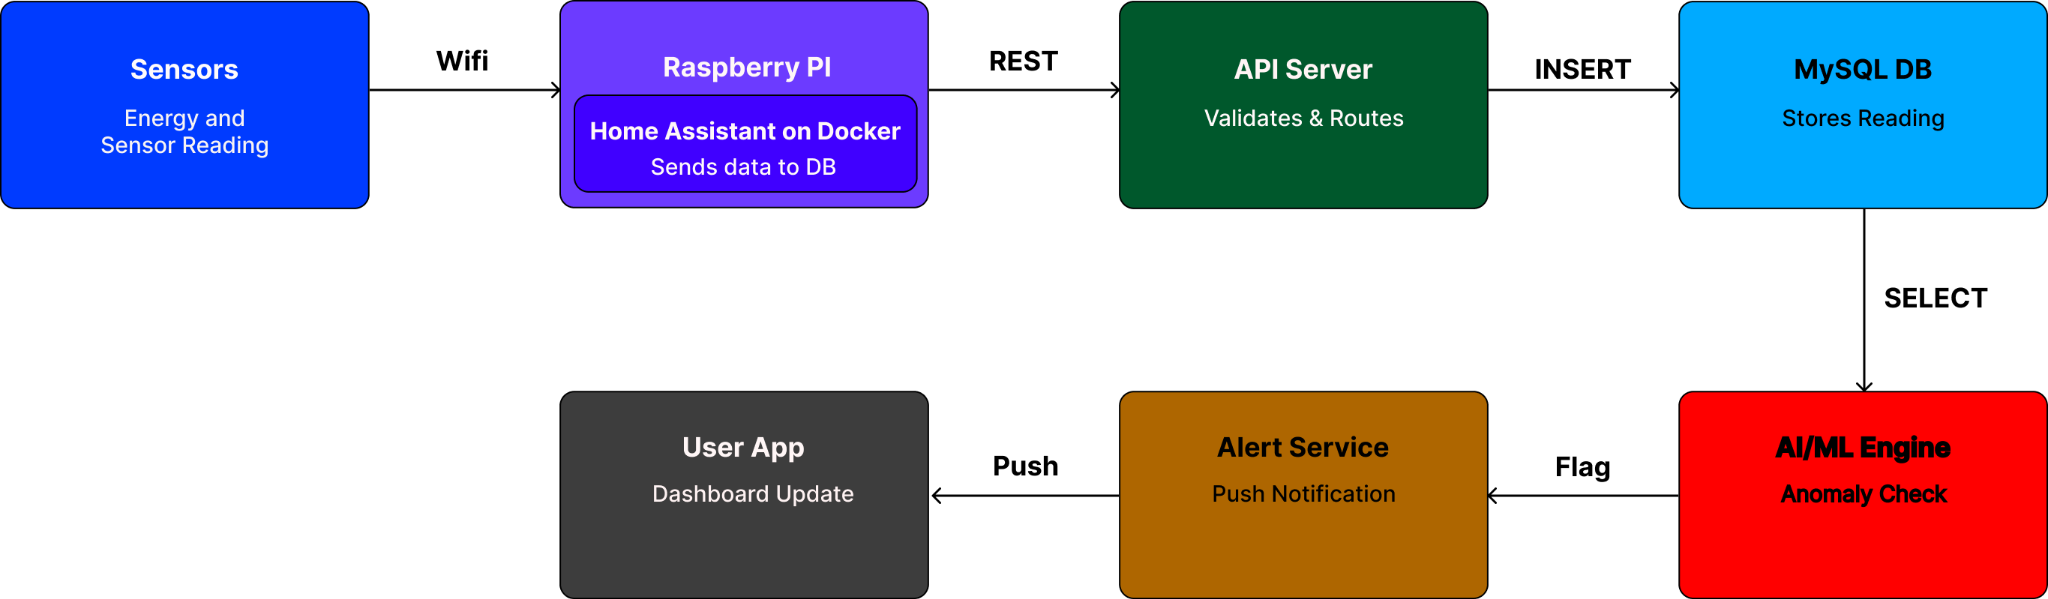 Sensors
Energy and
Sensor Reading
Wifi
Raspberry PI
Home Assistant on Docker
Sends data to DB
REST
API Server
Validates & Routes
INSERT
MySQL DB
Stores Reading
SELECT
AI/ML Engine
Anomaly Check
Flag
Alert Service
Push Notification
Push
User App
Dashboard Update